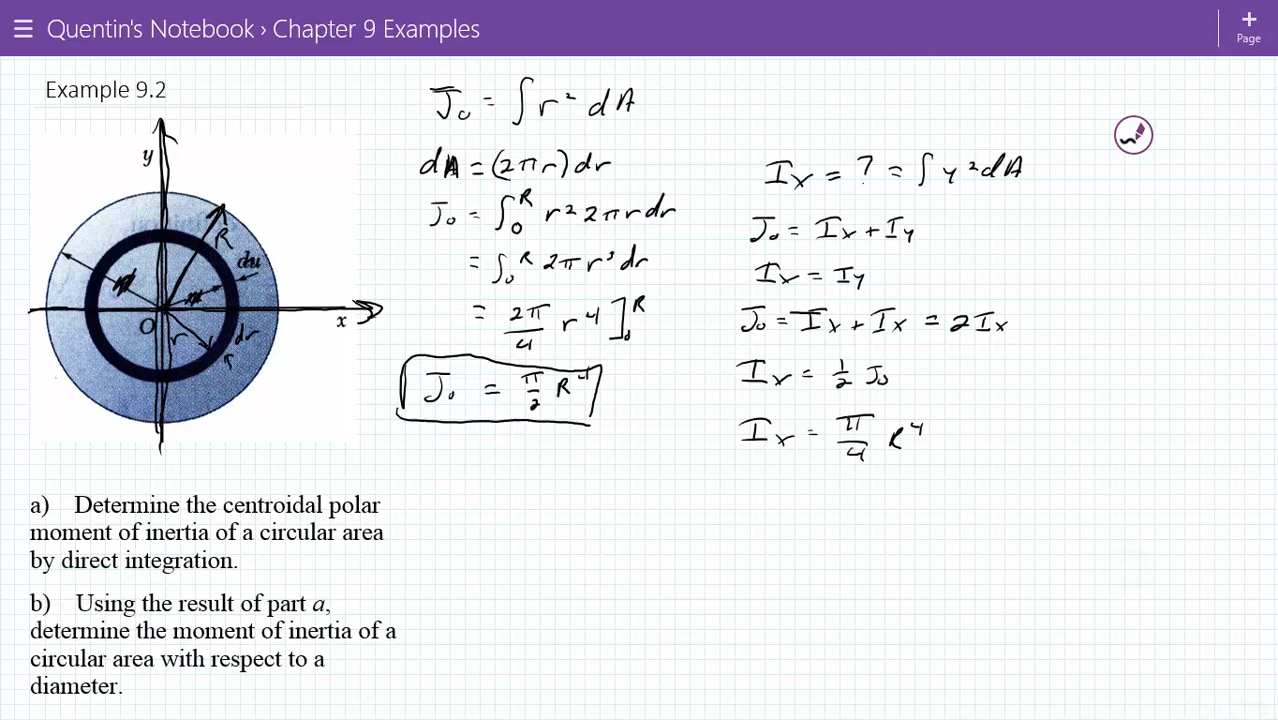 Quentin's Notebook › Chapter 9 Examples
Page
Example 9.2
y
R
du
O
x
r
dr
J₀ = ∫ r² dA
dA = (2πr) dr
J₀ = ∫₀ᴿ r² 2πr dr
= ∫₀ᴿ 2π r³ dr
= 2π/4 r⁴ ]₀ᴿ
J₀ = π/2 R⁴
Ix = ? = ∫ y² dA
J₀ = Ix + Iy
Ix = Iy
J₀ = Ix + Ix = 2Ix
Ix = 1/2 J₀
Ix = π/4 R⁴
a) Determine the centroidal polar
moment of inertia of a circular area
by direct integration.
b) Using the result of part a,
determine the moment of inertia of a
circular area with respect to a
diameter.